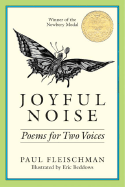 Winner of the
Newbery Medal
JOYFUL
NOISE
Poems for Two Voices
PAUL FLEISCHMAN
Illustrated by Eric Beddows